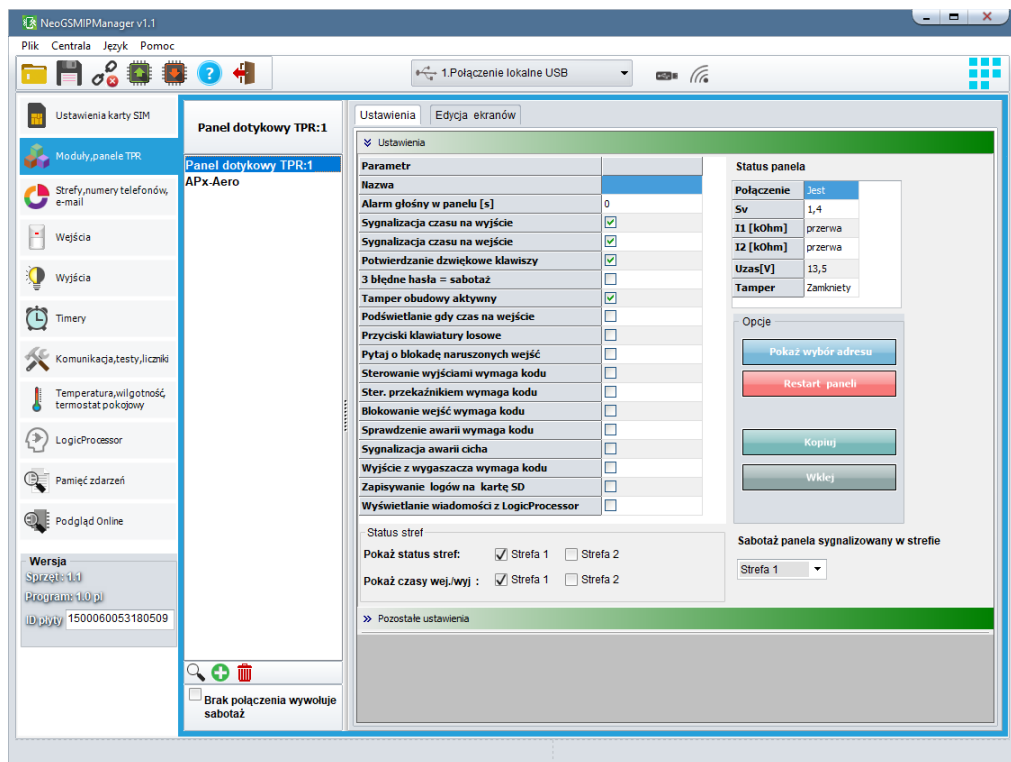 NeoGSMIPManager v1.1
Plik Centrala Język Pomoc
1.Połączenie lokalne USB
Ustawienia karty SIM
Moduły,panele TPR
Strefy,numery telefonów,
e-mail
Wejścia
Wyjścia
Timery
Komunikacja,testy,liczniki
Temperatura,wilgotność,
termostat pokojowy
LogicProcessor
Pamięć zdarzeń
Podgląd Online
Wersja
Sprzęt: 1.1
Program: 1.0 pl
ID płyty 1500060053180509
Panel dotykowy TPR:1
Panel dotykowy TPR:1
APx-Aero
Brak połączenia wywołuje
sabotaż
Ustawienia Edycja ekranów
Ustawienia
Parametr
Nazwa
Alarm głośny w panelu [s] 0
Sygnalizacja czasu na wyjście
Sygnalizacja czasu na wejście
Potwierdzanie dzwiękowe klawiszy
3 błędne hasła = sabotaż
Tamper obudowy aktywny
Podświetlanie gdy czas na wejście
Przyciski klawiatury losowe
Pytaj o blokadę naruszonych wejść
Sterowanie wyjściami wymaga kodu
Ster. przekaźnikiem wymaga kodu
Blokowanie wejść wymaga kodu
Sprawdzenie awarii wymaga kodu
Sygnalizacja awarii cicha
Wyjście z wygaszacza wymaga kodu
Zapisywanie logów na kartę SD
Wyświetlanie wiadomości z LogicProcessor
Status panela
Połączenie Jest
Sv 1,4
I1 [kOhm] przerwa
I2 [kOhm] przerwa
Uzas[V] 13,5
Tamper Zamkniety
Opcje
Pokaż wybór adresu
Restart paneli
Kopiuj
Wklej
Status stref
Pokaż status stref: Strefa 1 Strefa 2
Pokaż czasy wej./wyj : Strefa 1 Strefa 2
Sabotaż panela sygnalizowany w strefie
Strefa 1
Pozostałe ustawienia